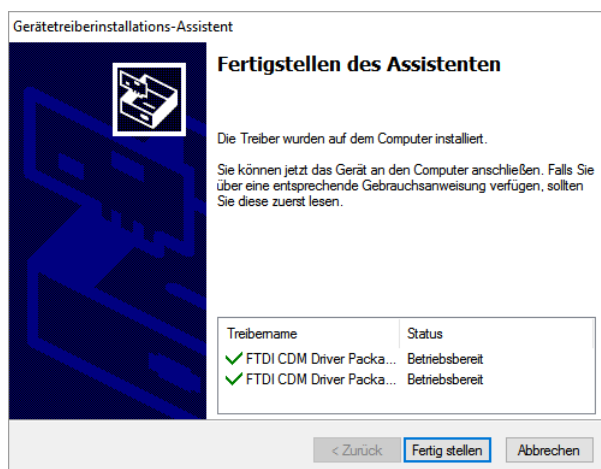 Gerätetreiberinstallations-Assistent
Fertigstellen des Assistenten
Die Treiber wurden auf dem Computer installiert.
Sie können jetzt das Gerät an den Computer anschließen. Falls Sie
über eine entsprechende Gebrauchsanweisung verfügen, sollten
Sie diese zuerst lesen.
Treibername Status
FTDI CDM Driver Packa... Betriebsbereit
FTDI CDM Driver Packa... Betriebsbereit
< Zurück Fertig stellen Abbrechen